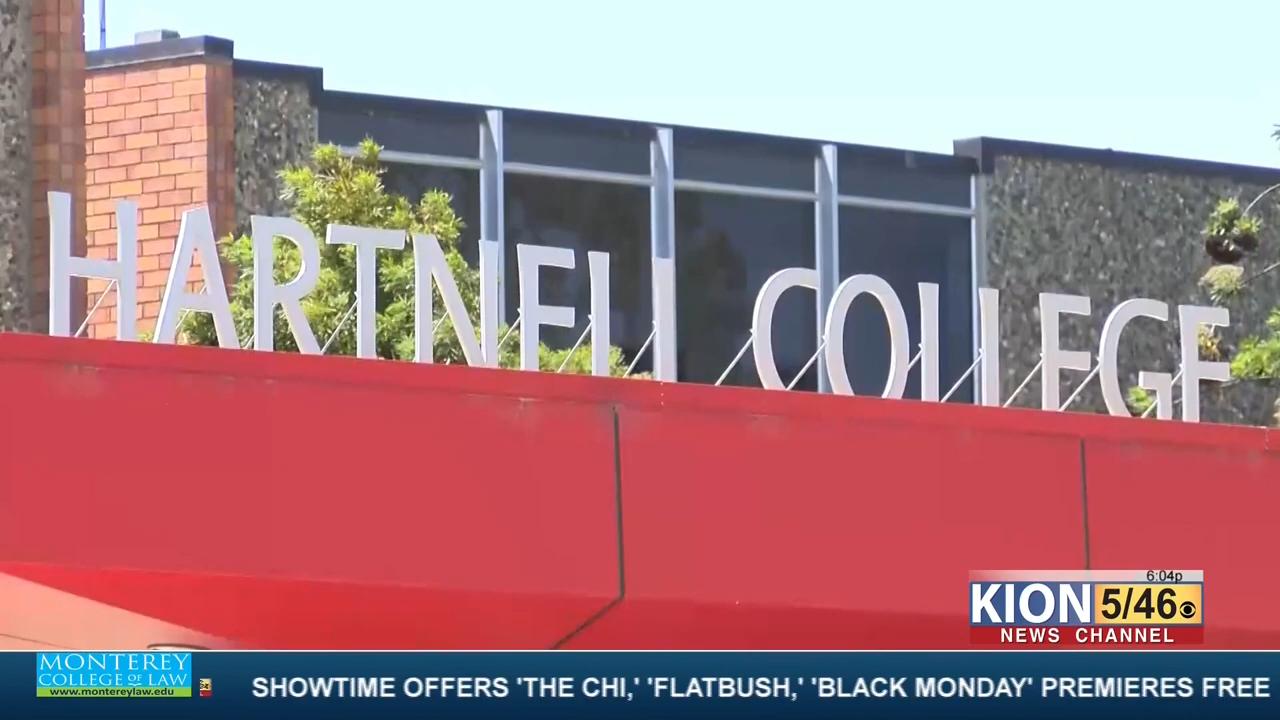 HARTNELL COLLEGE
6:04p
KION 5/46
NEWS CHANNEL
MONTEREY
COLLEGE OF LAW
www.montereylaw.edu
SHOWTIME OFFERS 'THE CHI,' 'FLATBUSH,' 'BLACK MONDAY' PREMIERES FREE